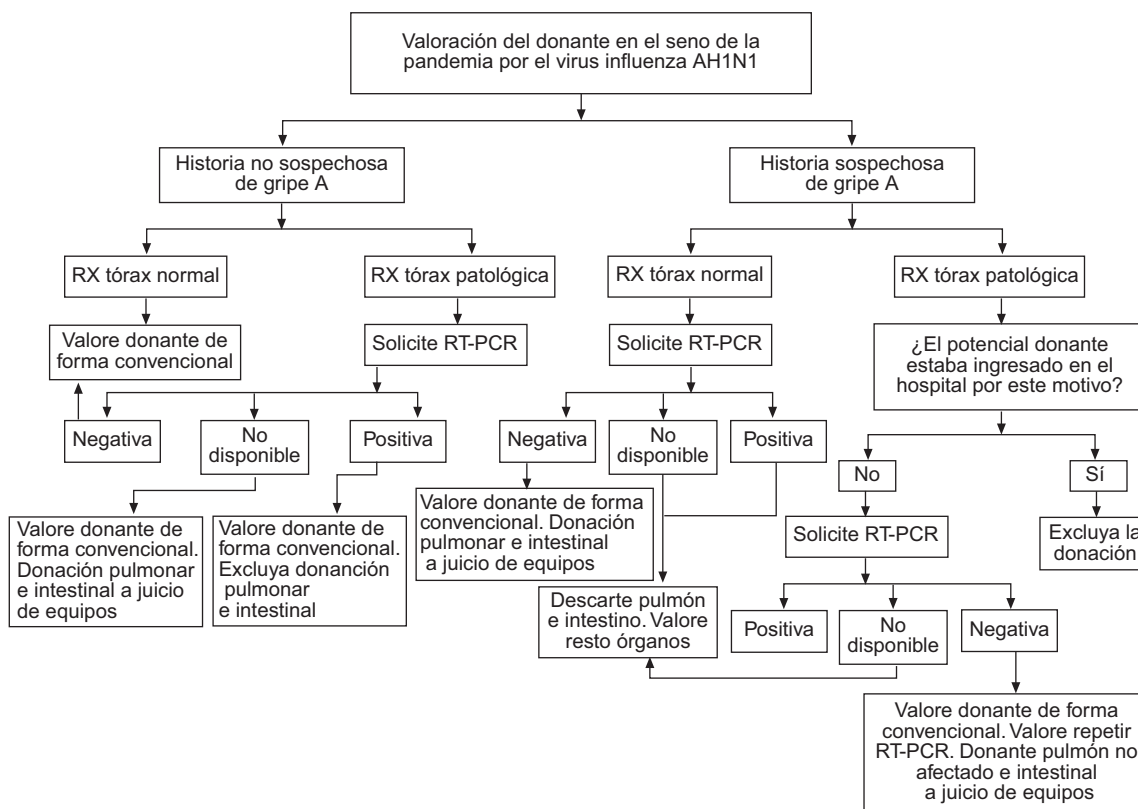 Valoración del donante en el seno de la
pandemia por el virus influenza AH1N1
Historia no sospechosa
de gripe A
Historia sospechosa
de gripe A
RX tórax normal
RX tórax patológica
RX tórax normal
RX tórax patológica
Valore donante de
forma convencional
Solicite RT-PCR
Solicite RT-PCR
¿El potencial donante
estaba ingresado en el
hospital por este motivo?
Negativa
No
disponible
Positiva
Negativa
No
disponible
Positiva
No
Sí
Valore donante de
forma convencional.
Donación pulmonar
e intestinal a juicio
de equipos
Valore donante de
forma convencional.
Excluya donanción
pulmonar
e intestinal
Valore donante de forma
convencional. Donación
pulmonar e intestinal
a juicio de equipos
Solicite RT-PCR
Excluya la
donación
Descarte pulmón
e intestino. Valore
resto órganos
Positiva
No
disponible
Negativa
Valore donante de forma
convencional. Valore repetir
RT-PCR. Donante pulmón no
afectado e intestinal
a juicio de equipos